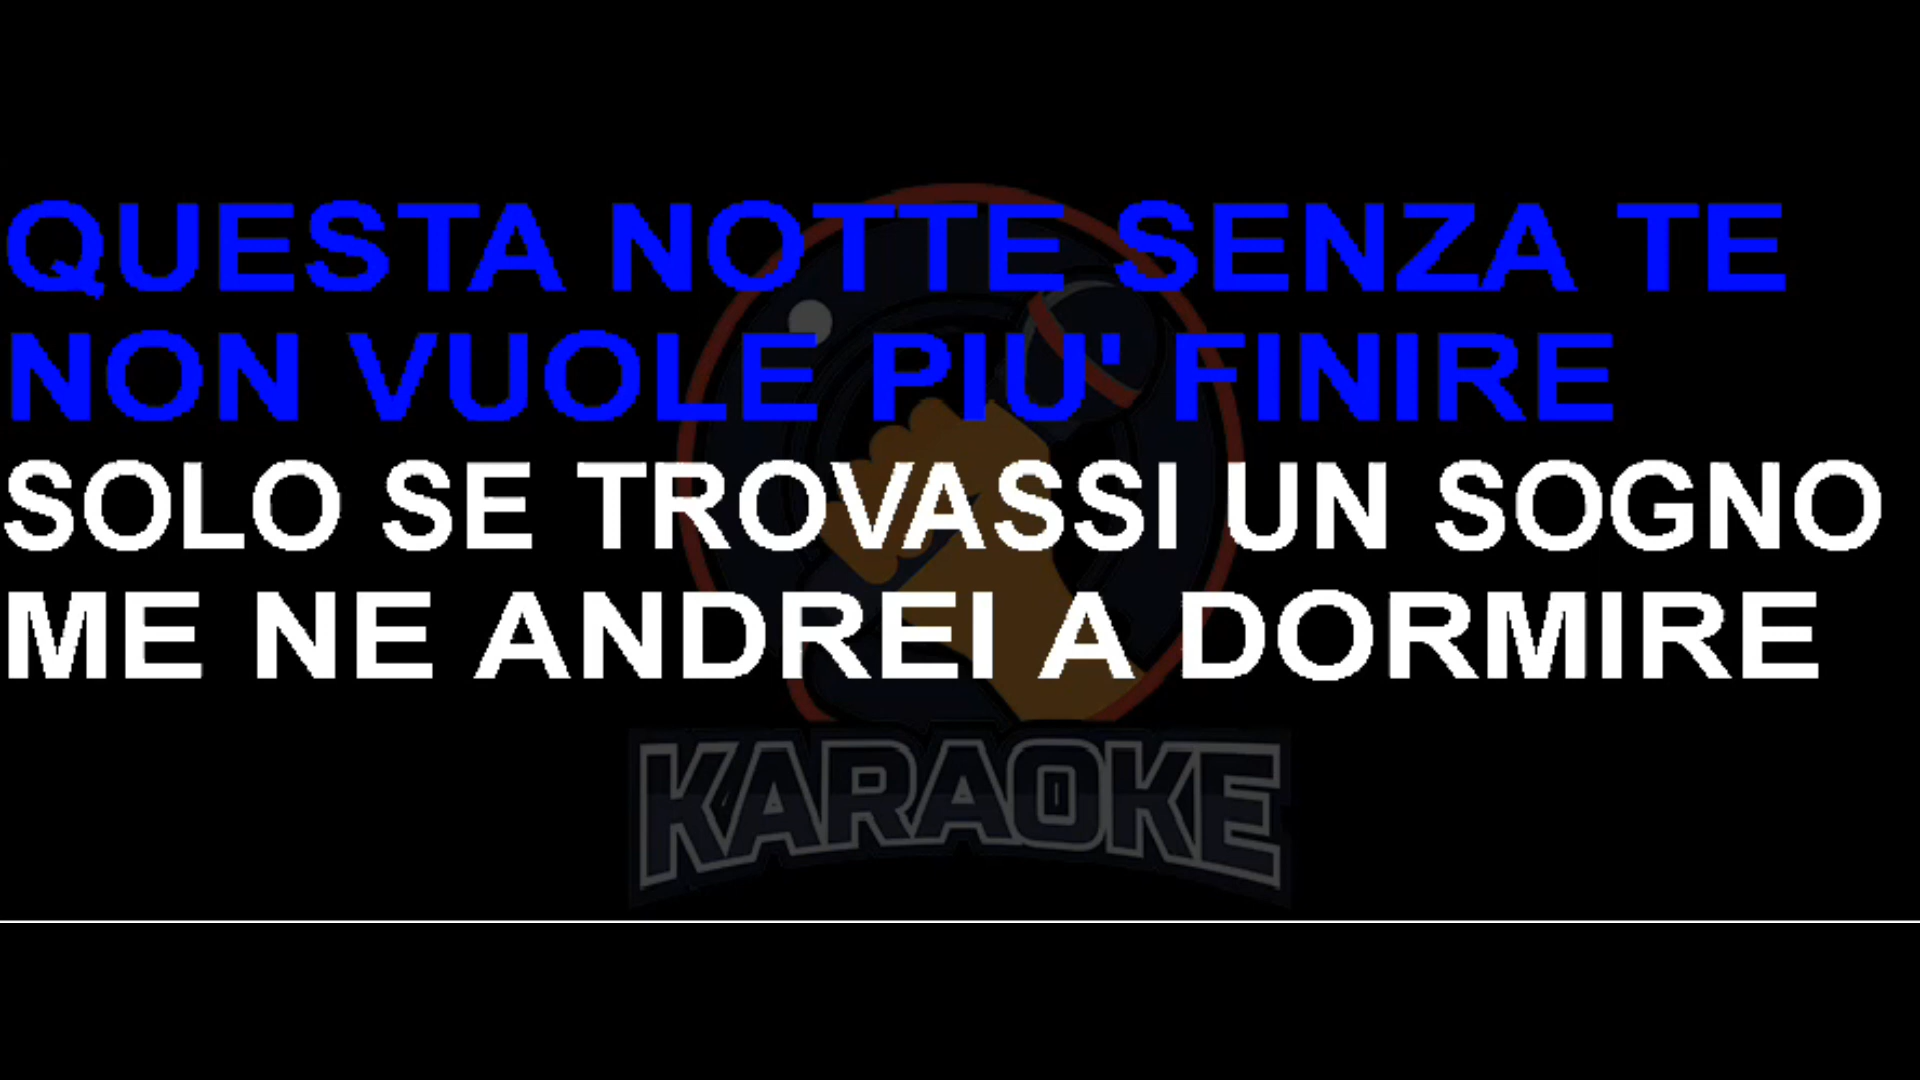 QUESTA NOTTE SENZA TE
NON VUOLE PIU' FINIRE
SOLO SE TROVASSI UN SOGNO
ME NE ANDREI A DORMIRE
KARAOKE